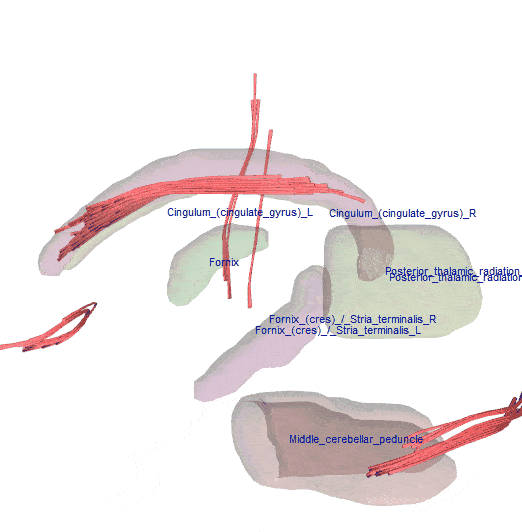 Cingulum_(cingulate_gyrus)_L
Cingulum_(cingulate_gyrus)_R
Fornix
Posterior_thalamic_radiation
Posterior_thalamic_radiation
Fornix_(cres)_/_Stria_terminalis_R
Fornix_(cres)_/_Stria_terminalis_L
Middle_cerebellar_peduncle